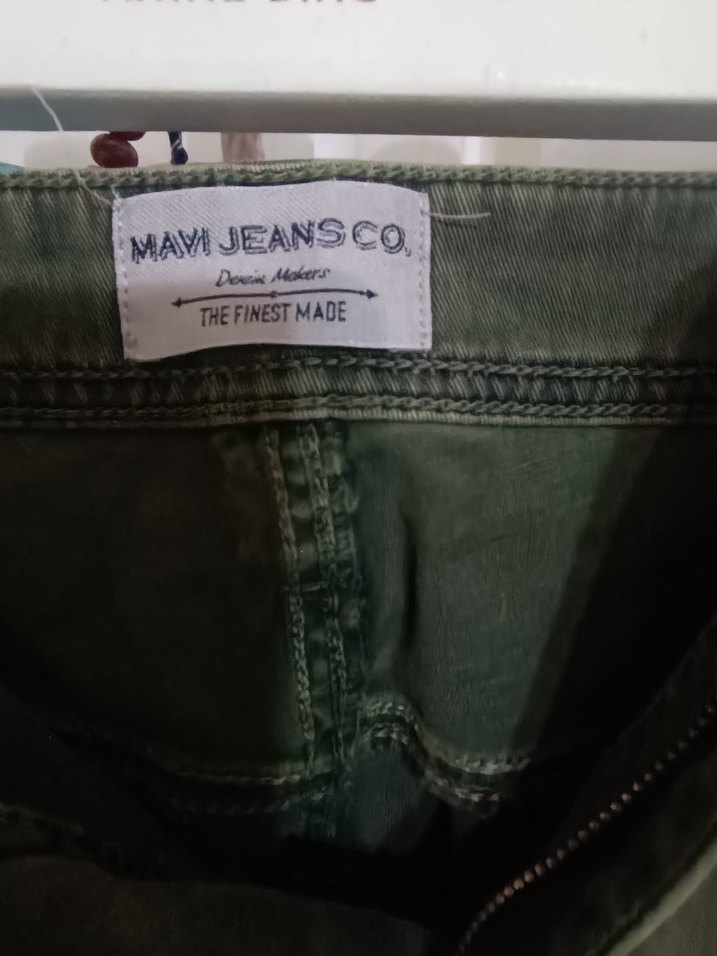 MAVI JEANS CO.
Denim Makers
THE FINEST MADE